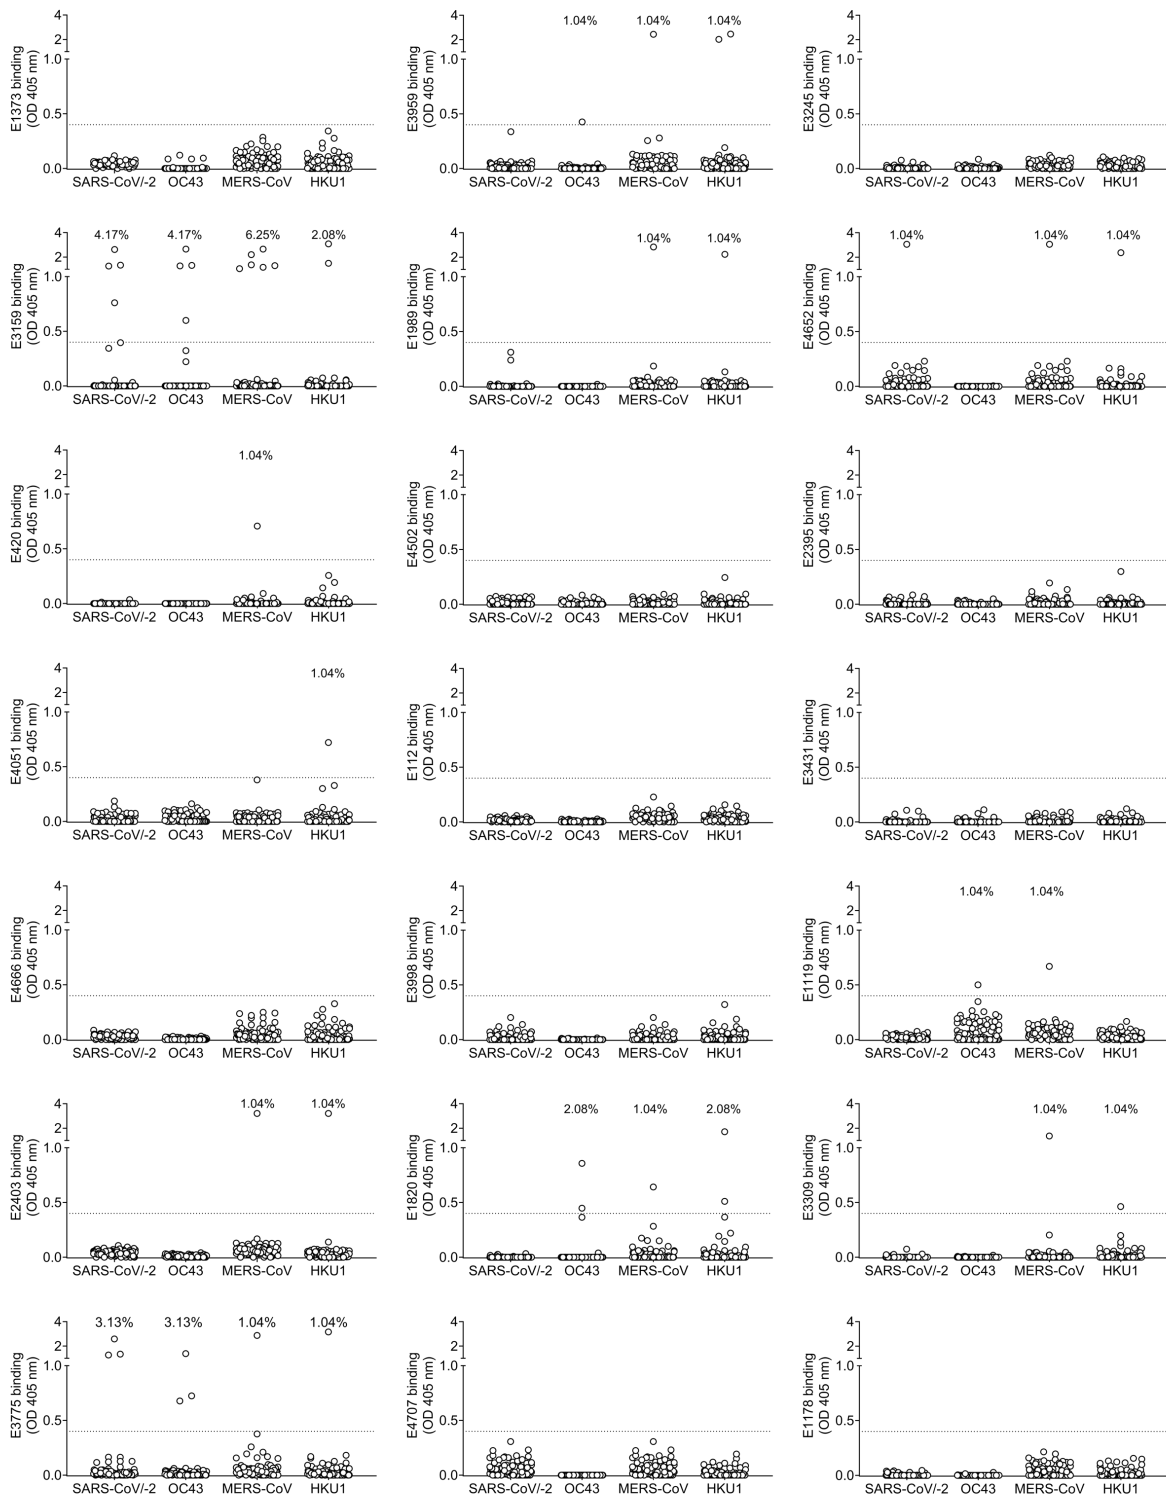 E1373 binding
(OD 405 nm)
4
2
1.0
0.5
0.0
SARS-CoV/-2 OC43 MERS-CoV HKU1
E3959 binding
(OD 405 nm)
4
2
1.0
0.5
0.0
1.04% 1.04% 1.04%
SARS-CoV/-2 OC43 MERS-CoV HKU1
E3245 binding
(OD 405 nm)
4
2
1.0
0.5
0.0
SARS-CoV/-2 OC43 MERS-CoV HKU1
E3159 binding
(OD 405 nm)
4
2
1.0
0.5
0.0
4.17% 4.17% 6.25% 2.08%
SARS-CoV/-2 OC43 MERS-CoV HKU1
E1989 binding
(OD 405 nm)
4
2
1.0
0.5
0.0
1.04% 1.04%
SARS-CoV/-2 OC43 MERS-CoV HKU1
E4652 binding
(OD 405 nm)
4
2
1.0
0.5
0.0
1.04% 1.04% 1.04%
SARS-CoV/-2 OC43 MERS-CoV HKU1
E420 binding
(OD 405 nm)
4
2
1.0
0.5
0.0
1.04%
SARS-CoV/-2 OC43 MERS-CoV HKU1
E4502 binding
(OD 405 nm)
4
2
1.0
0.5
0.0
SARS-CoV/-2 OC43 MERS-CoV HKU1
E2395 binding
(OD 405 nm)
4
2
1.0
0.5
0.0
SARS-CoV/-2 OC43 MERS-CoV HKU1
E4051 binding
(OD 405 nm)
4
2
1.0
0.5
0.0
1.04%
SARS-CoV/-2 OC43 MERS-CoV HKU1
E112 binding
(OD 405 nm)
4
2
1.0
0.5
0.0
SARS-CoV/-2 OC43 MERS-CoV HKU1
E3431 binding
(OD 405 nm)
4
2
1.0
0.5
0.0
SARS-CoV/-2 OC43 MERS-CoV HKU1
E4666 binding
(OD 405 nm)
4
2
1.0
0.5
0.0
SARS-CoV/-2 OC43 MERS-CoV HKU1
E3998 binding
(OD 405 nm)
4
2
1.0
0.5
0.0
SARS-CoV/-2 OC43 MERS-CoV HKU1
E1119 binding
(OD 405 nm)
4
2
1.0
0.5
0.0
1.04% 1.04%
SARS-CoV/-2 OC43 MERS-CoV HKU1
E2403 binding
(OD 405 nm)
4
2
1.0
0.5
0.0
1.04% 1.04%
SARS-CoV/-2 OC43 MERS-CoV HKU1
E1820 binding
(OD 405 nm)
4
2
1.0
0.5
0.0
2.08% 1.04% 2.08%
SARS-CoV/-2 OC43 MERS-CoV HKU1
E3309 binding
(OD 405 nm)
4
2
1.0
0.5
0.0
1.04% 1.04%
SARS-CoV/-2 OC43 MERS-CoV HKU1
E3775 binding
(OD 405 nm)
4
2
1.0
0.5
0.0
3.13% 3.13% 1.04% 1.04%
SARS-CoV/-2 OC43 MERS-CoV HKU1
E4707 binding
(OD 405 nm)
4
2
1.0
0.5
0.0
SARS-CoV/-2 OC43 MERS-CoV HKU1
E1178 binding
(OD 405 nm)
4
2
1.0
0.5
0.0
SARS-CoV/-2 OC43 MERS-CoV HKU1